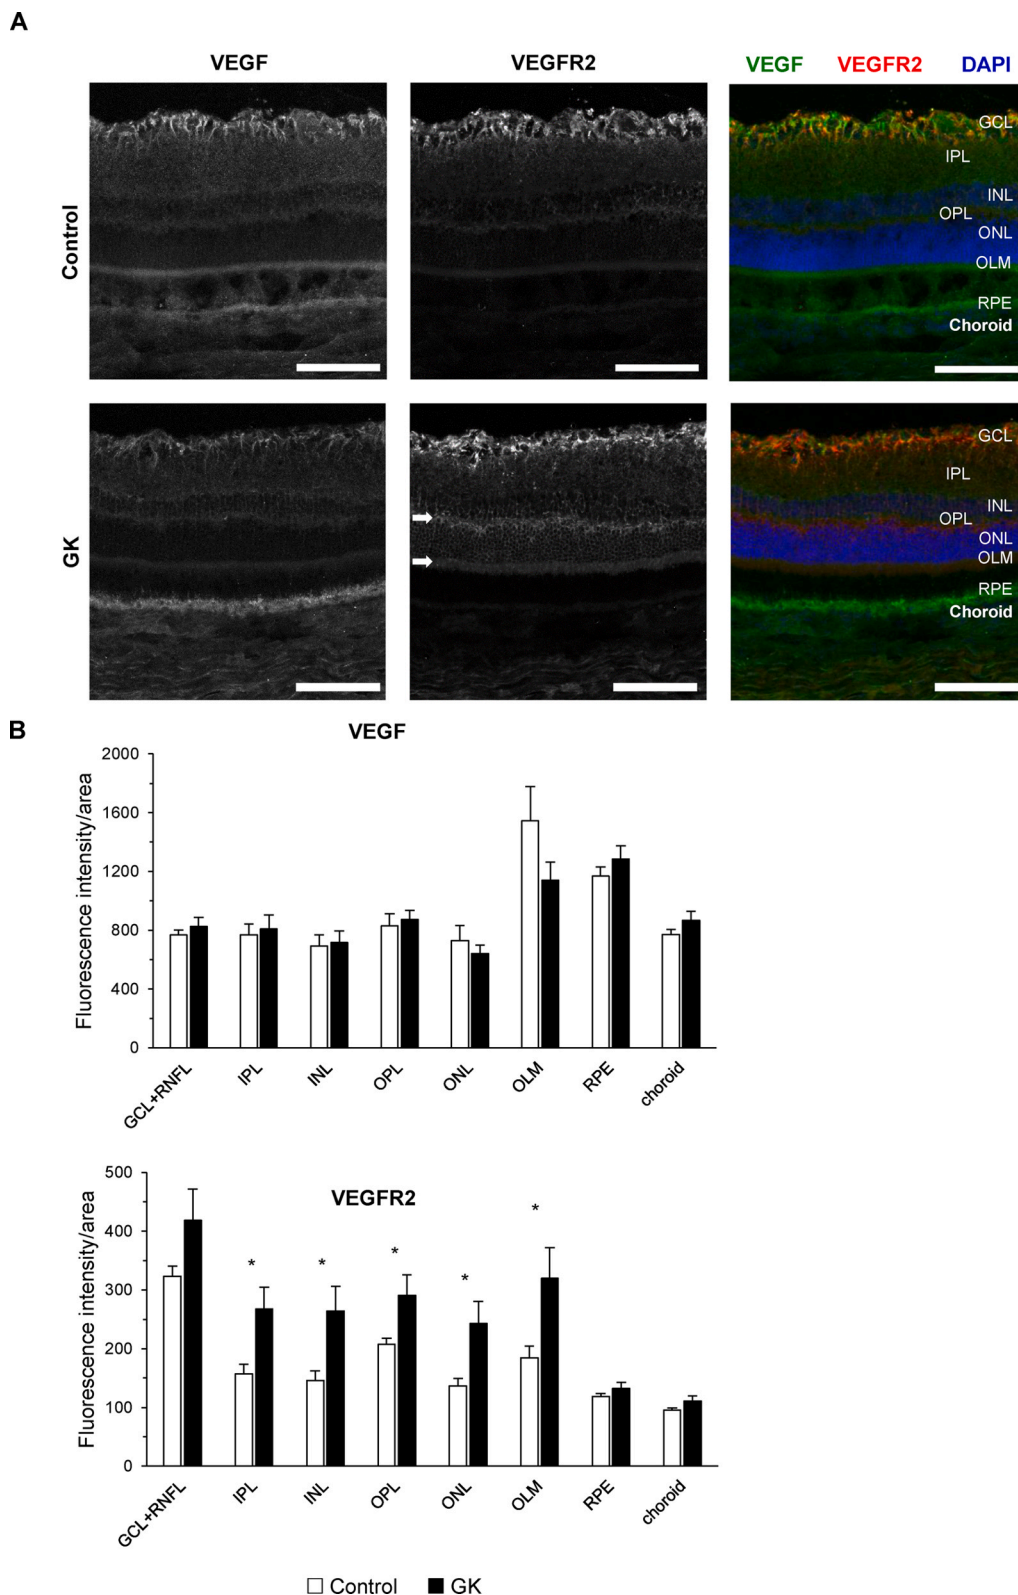 A
VEGF VEGFR2 VEGF VEGFR2 DAPI
Control
GCL
IPL
INL
OPL
ONL
OLM
RPE
Choroid
GK
GCL
IPL
INL
OPL
ONL
OLM
RPE
Choroid
B
VEGF
Fluorescence intensity/area
2000
1600
1200
800
400
0
GCL+RNFL IPL INL OPL ONL OLM RPE choroid
VEGFR2
Fluorescence intensity/area
500
400
300
200
100
0
* * * * *
GCL+RNFL IPL INL OPL ONL OLM RPE choroid
Control GK